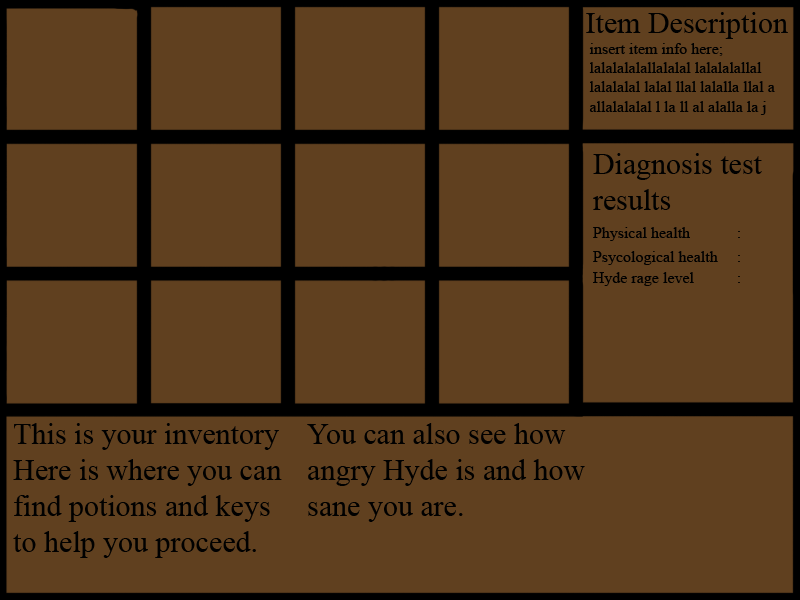 Item Description
insert item info here;
lalalalalallalalal lalalalallal
lalalalal lalal llal lalalla llal a
allalalalal l la ll al alalla la j
Diagnosis test
results
Physical health :
Psycological health :
Hyde rage level :
This is your inventory
Here is where you can
find potions and keys
to help you proceed.
You can also see how
angry Hyde is and how
sane you are.